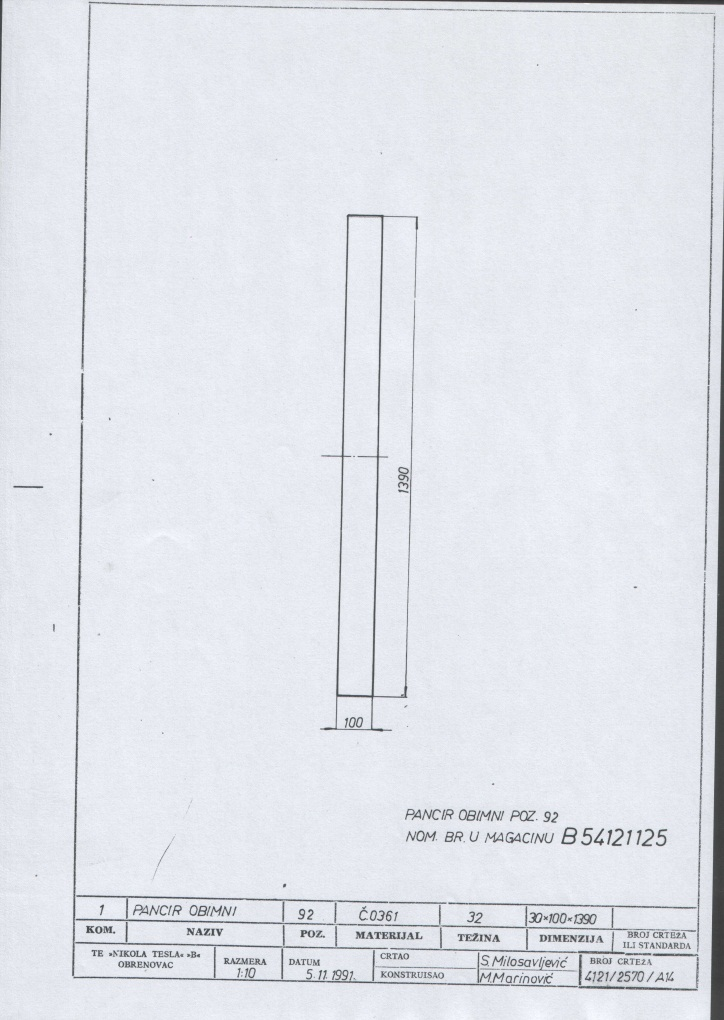 1390
100
PANCIR OBIMNI POZ. 92
NOM. BR. U MAGACINU B 54121125
1 PANCIR OBIMNI 92 Č.0361 32 30×100×1390
KOM. NAZIV POZ. MATERIJAL TEŽINA DIMENZIJA BROJ CRTEŽA
ILI STANDARDA
TE »NIKOLA TESLA« »B«
OBRENOVAC
RAZMERA
1:10
DATUM
5.11.1991.
CRTAO S. Milosavljević
KONSTRUISAO M. Marinović
BROJ CRTEŽA
4121/2570/A14